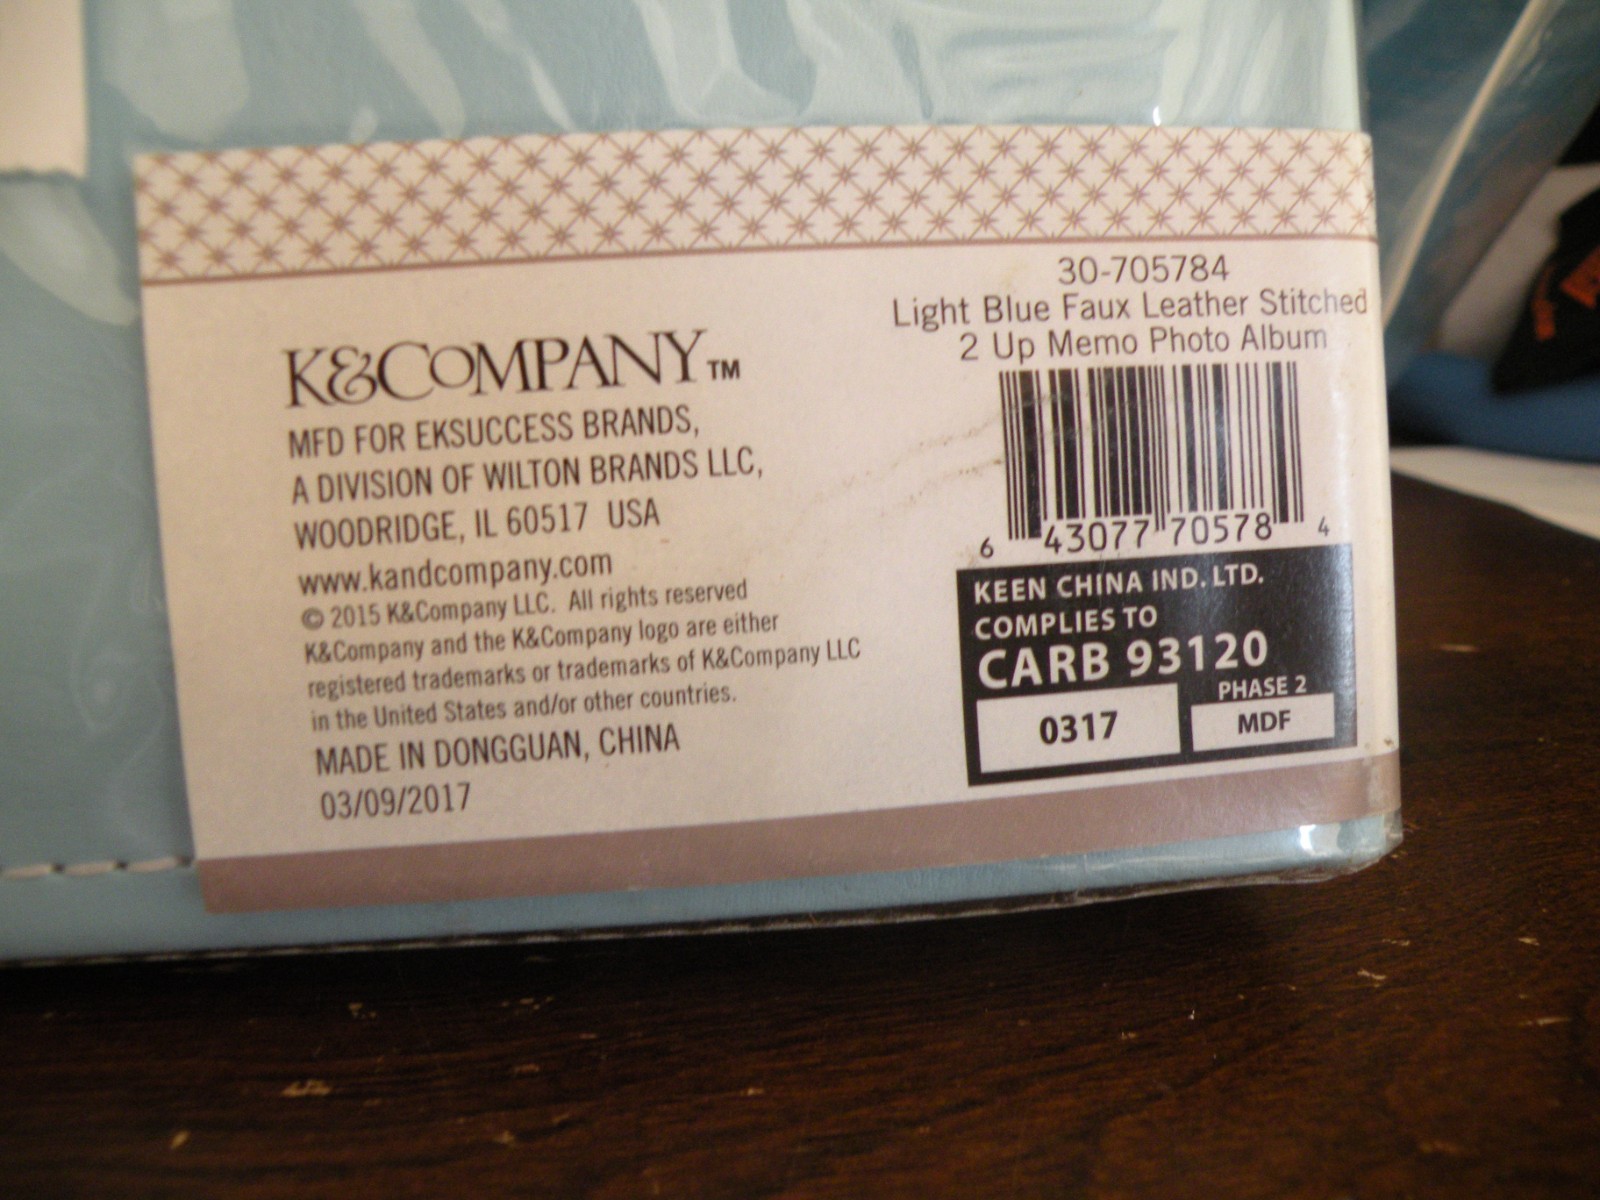 K&COMPANY™
MFD FOR EKSUCCESS BRANDS,
A DIVISION OF WILTON BRANDS LLC,
WOODRIDGE, IL 60517 USA
www.kandcompany.com
© 2015 K&Company LLC. All rights reserved
K&Company and the K&Company logo are either
registered trademarks or trademarks of K&Company LLC
in the United States and/or other countries.
MADE IN DONGGUAN, CHINA
03/09/2017
30-705784
Light Blue Faux Leather Stitched
2 Up Memo Photo Album
6 43077 70578 4
KEEN CHINA IND. LTD.
COMPLIES TO
CARB 93120
PHASE 2
0317 MDF